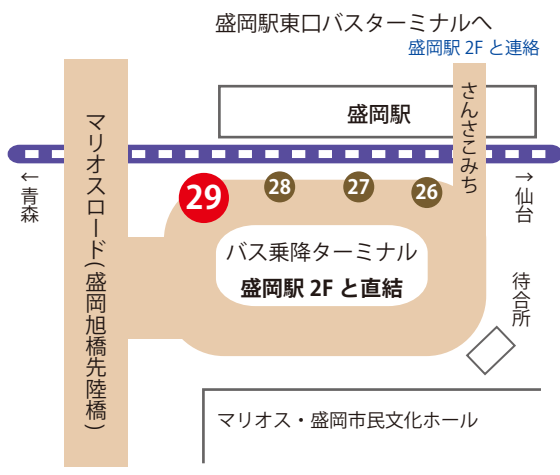 盛岡駅東口バスターミナルへ
盛岡駅 2F と連絡
盛岡駅
さんさこみち
マリオスロード(盛岡旭橋先陸橋)
←青森
29
28
27
26
→仙台
バス乗降ターミナル
盛岡駅 2F と直結
待合所
マリオス・盛岡市民文化ホール